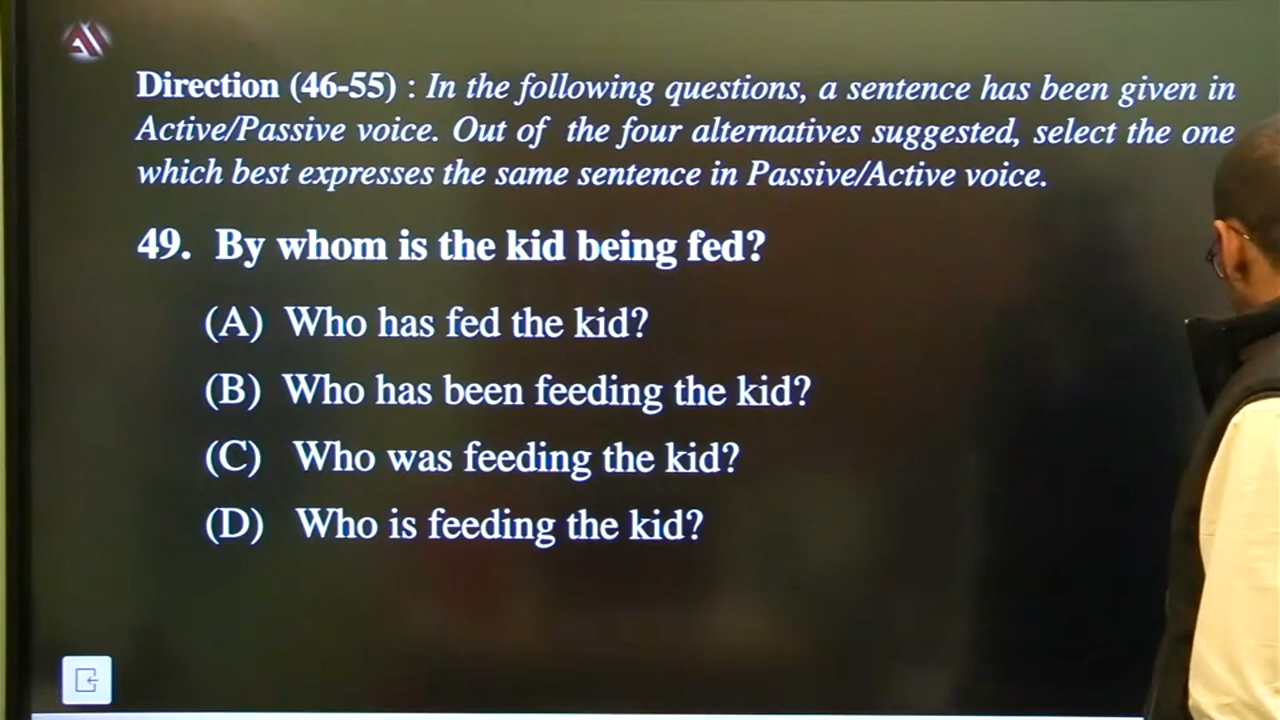 Direction (46-55) : In the following questions, a sentence has been given in
Active/Passive voice. Out of the four alternatives suggested, select the one
which best expresses the same sentence in Passive/Active voice.
49. By whom is the kid being fed?
(A) Who has fed the kid?
(B) Who has been feeding the kid?
(C) Who was feeding the kid?
(D) Who is feeding the kid?